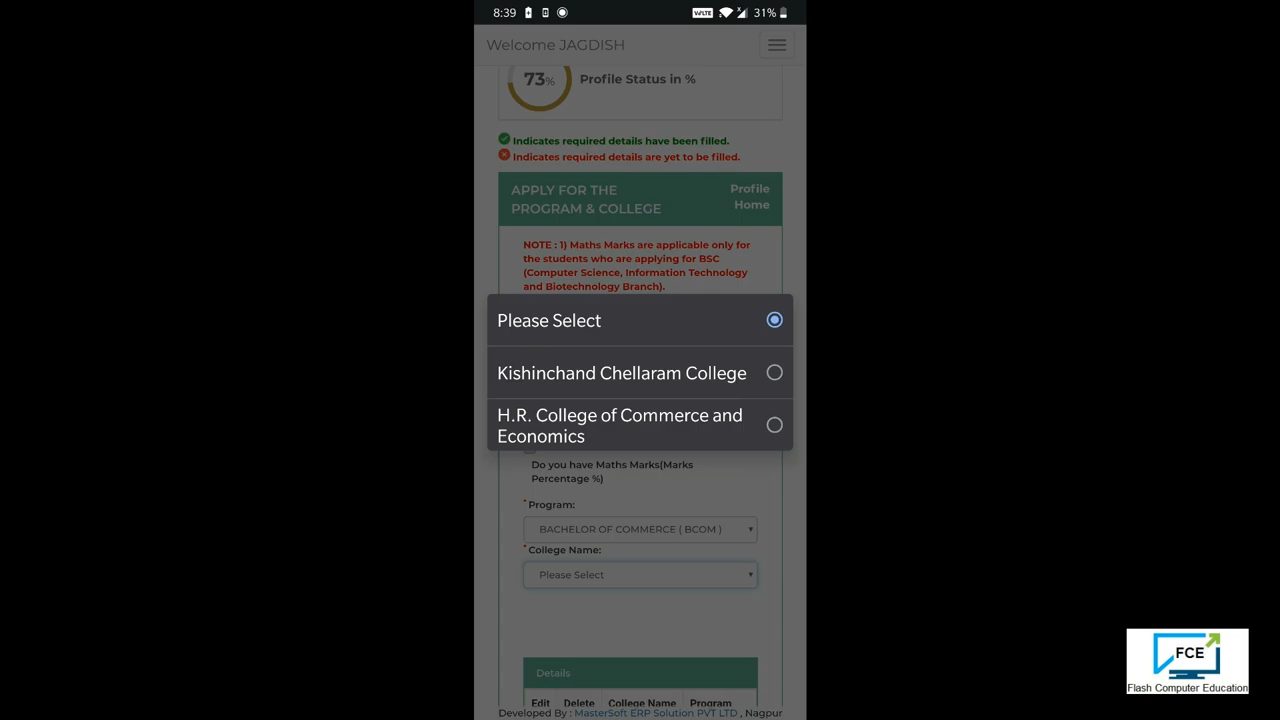 8:39
VoLTE
31%
Welcome JAGDISH
73%
Profile Status in %
Indicates required details have been filled.
Indicates required details are yet to be filled.
APPLY FOR THE
PROGRAM & COLLEGE
Profile
Home
NOTE : 1) Maths Marks are applicable only for
the students who are applying for BSC
(Computer Science, Information Technology
and Biotechnology Branch).
Please Select
Kishinchand Chellaram College
H.R. College of Commerce and
Economics
Do you have Maths Marks(Marks
Percentage %)
*Program:
BACHELOR OF COMMERCE ( BCOM )
*College Name:
Please Select
Details
Edit Delete College Name Program
Developed By : MasterSoft ERP Solution PVT LTD , Nagpur
FCE
Flash Computer Education